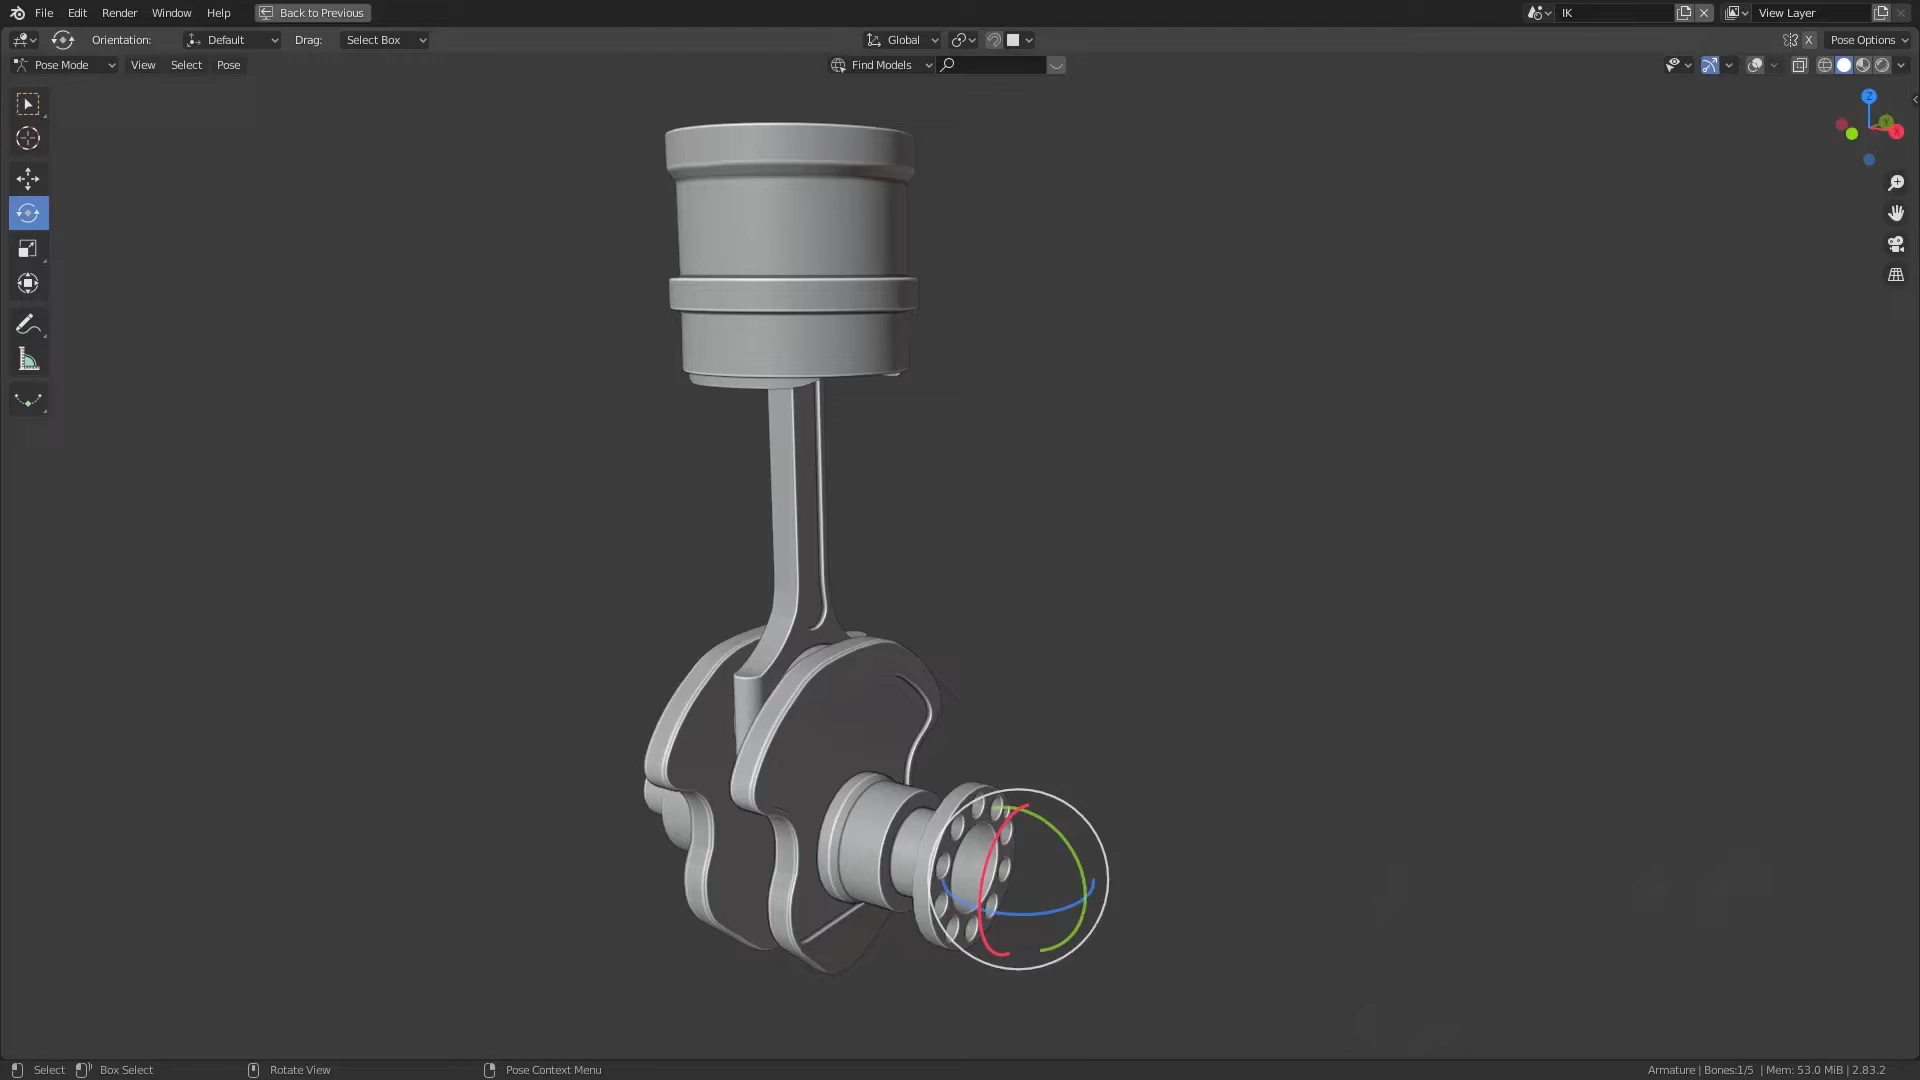 File Edit Render Window Help Back to Previous IK View Layer
Orientation: Default Drag: Select Box Global X Pose Options
Pose Mode View Select Pose Find Models
Z
Y
X
Select Box Select Rotate View Pose Context Menu Armature | Bones:1/5 | Mem: 53.0 MiB | 2.83.2